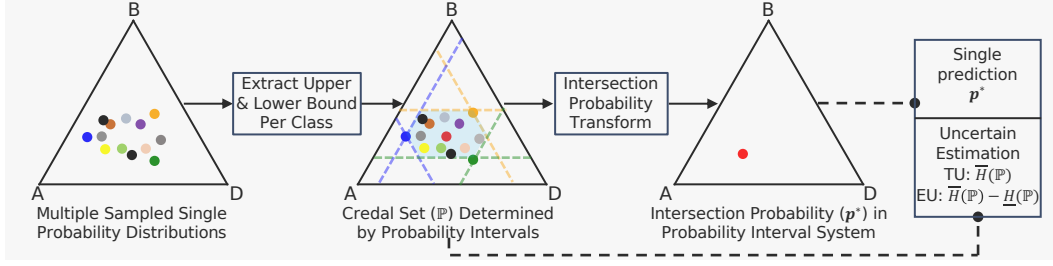 B
A
D
Multiple Sampled Single
Probability Distributions
Extract Upper
& Lower Bound
Per Class
B
A
D
Credal Set (ℙ) Determined
by Probability Intervals
Intersection
Probability
Transform
B
A
D
Intersection Probability (p*) in
Probability Interval System
Single
prediction
p*
Uncertain
Estimation
TU: H̅(ℙ)
EU: H̅(ℙ) − H̲(ℙ)